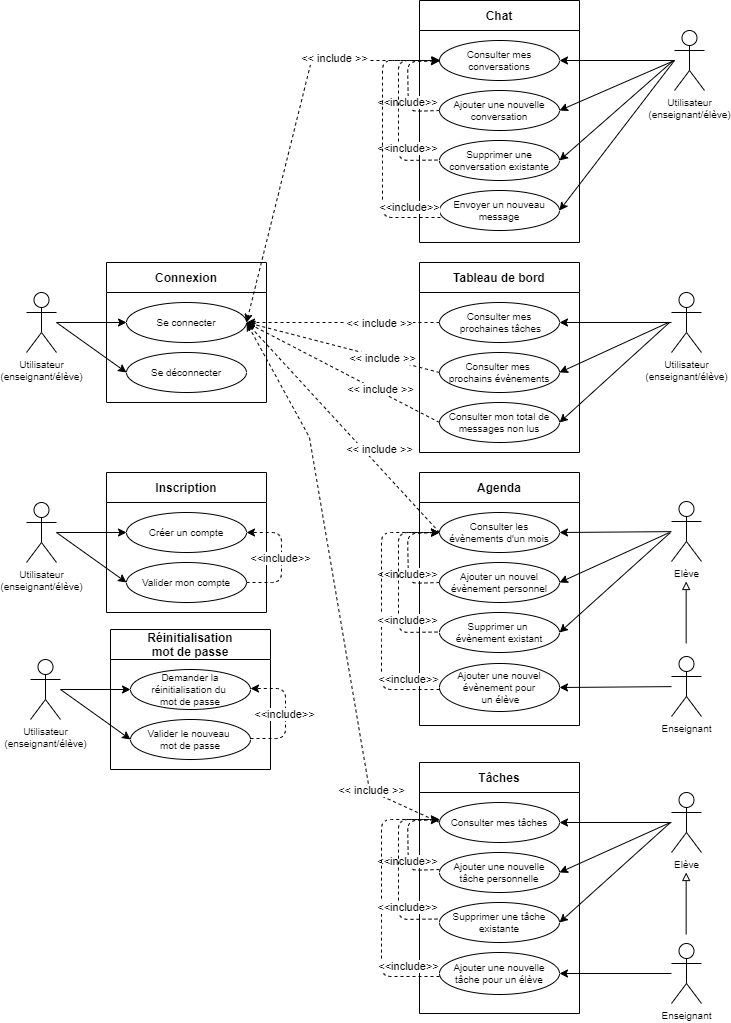 Chat
<< include >>
Consulter mes
conversations
<<include>>
Ajouter une nouvelle
conversation
Utilisateur
(enseignant/élève)
<<include>>
Supprimer une
conversation existante
<<include>>
Envoyer un nouveau
message
Connexion
Se connecter
Se déconnecter
Utilisateur
(enseignant/élève)
Tableau de bord
<< include >>
Consulter mes
prochaines tâches
<< include >>
Consulter mes
prochains évènements
<< include >>
Consulter mon total de
messages non lus
Utilisateur
(enseignant/élève)
<< include >>
Inscription
Créer un compte
<<include>>
Valider mon compte
Utilisateur
(enseignant/élève)
Agenda
Consulter les
évènements d'un mois
<<include>>
Ajouter un nouvel
évènement personnel
Elève
<<include>>
Supprimer un
évènement existant
<<include>>
Ajouter une nouvel
évènement pour
un élève
Enseignant
Réinitialisation
mot de passe
Demander la
réinitialisation du
mot de passe
<<include>>
Valider le nouveau
mot de passe
Utilisateur
(enseignant/élève)
Tâches
<< include >>
Consulter mes tâches
<<include>>
Ajouter une nouvelle
tâche personnelle
Elève
<<include>>
Supprimer une tâche
existante
<<include>>
Ajouter une nouvelle
tâche pour un élève
Enseignant